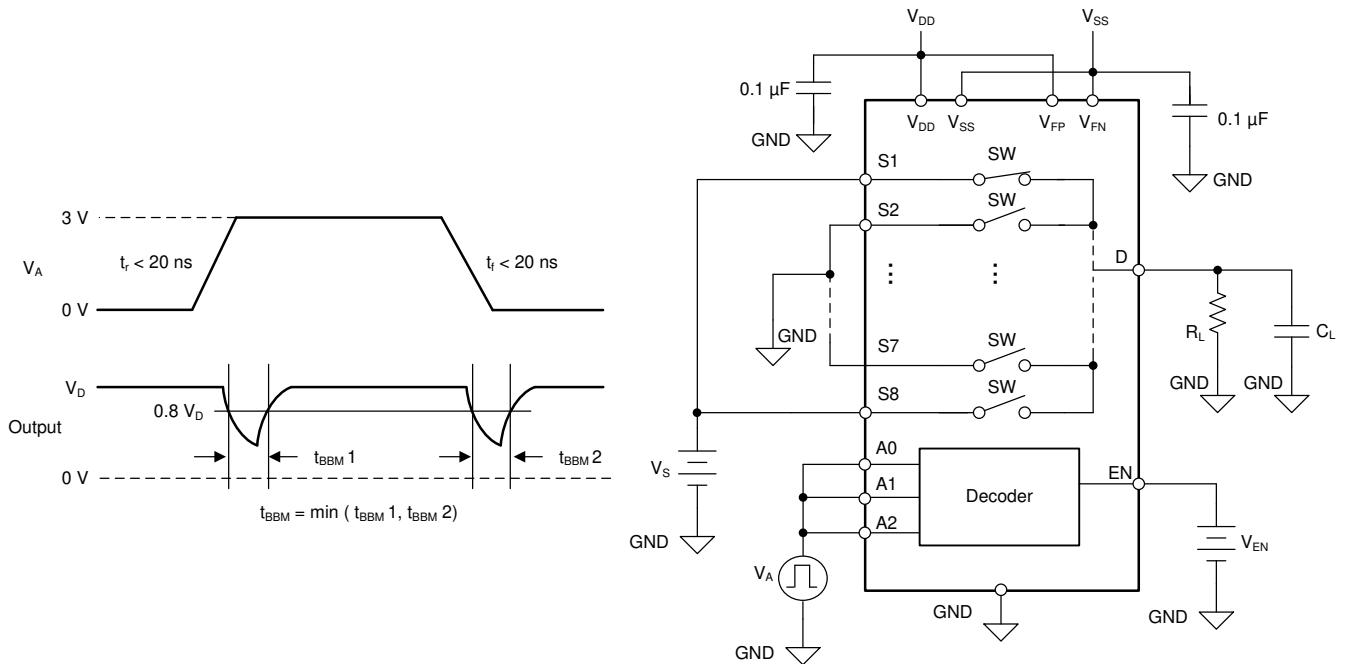 3 V
V_A
t_r < 20 ns
t_f < 20 ns
0 V
V_D
0.8 V_D
Output
t_BBM 1
t_BBM 2
0 V
t_BBM = min ( t_BBM 1, t_BBM 2)
V_DD
V_SS
0.1 µF
V_DD
V_SS
V_FP
V_FN
0.1 µF
GND
GND
S1
SW
S2
SW
D
GND
S7
SW
R_L
C_L
S8
SW
GND
GND
V_S
A0
A1
A2
Decoder
EN
GND
V_A
V_EN
GND
GND
GND